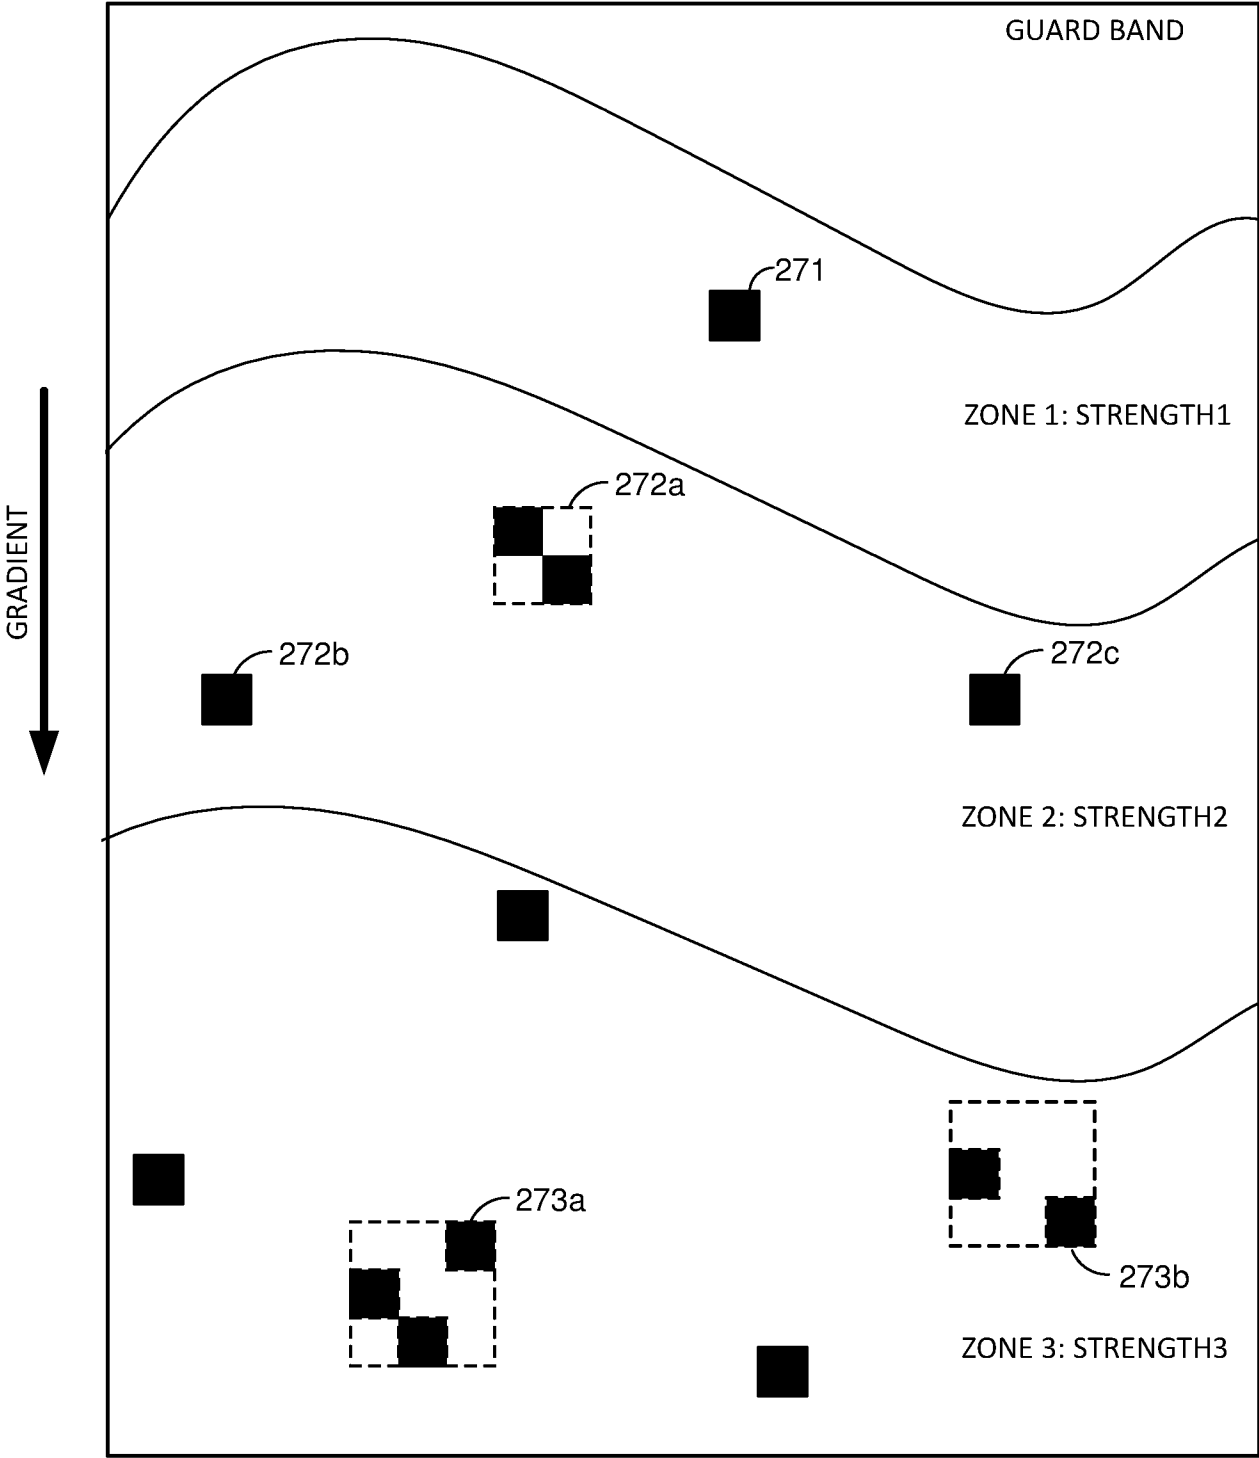 GUARD BAND
271
ZONE 1: STRENGTH1
272a
GRADIENT
272b
272c
ZONE 2: STRENGTH2
273a
273b
ZONE 3: STRENGTH3